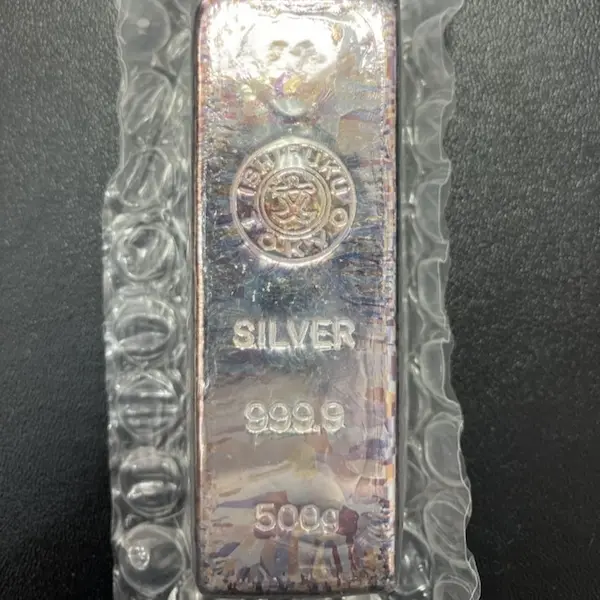 ISHIFUKU
TOKYO
SILVER
999.9
500g